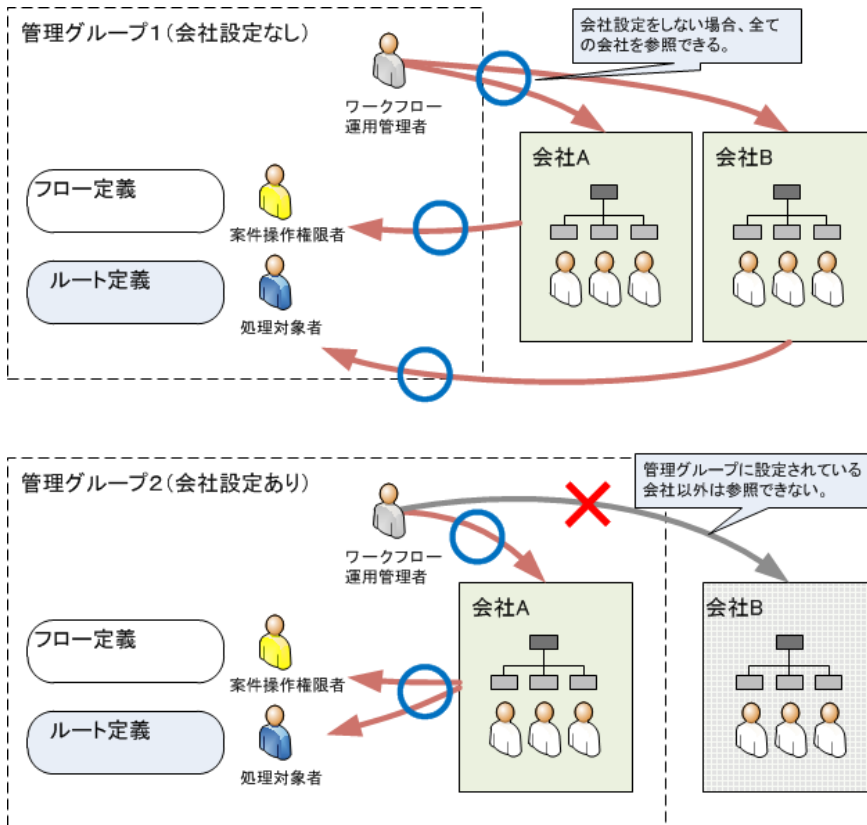 管理グループ1(会社設定なし)
会社設定をしない場合、全て
の会社を参照できる。
ワークフロー
運用管理者
会社A
会社B
フロー定義
案件操作権限者
ルート定義
処理対象者
管理グループ2(会社設定あり)
管理グループに設定されている
会社以外は参照できない。
ワークフロー
運用管理者
会社A
会社B
フロー定義
案件操作権限者
ルート定義
処理対象者